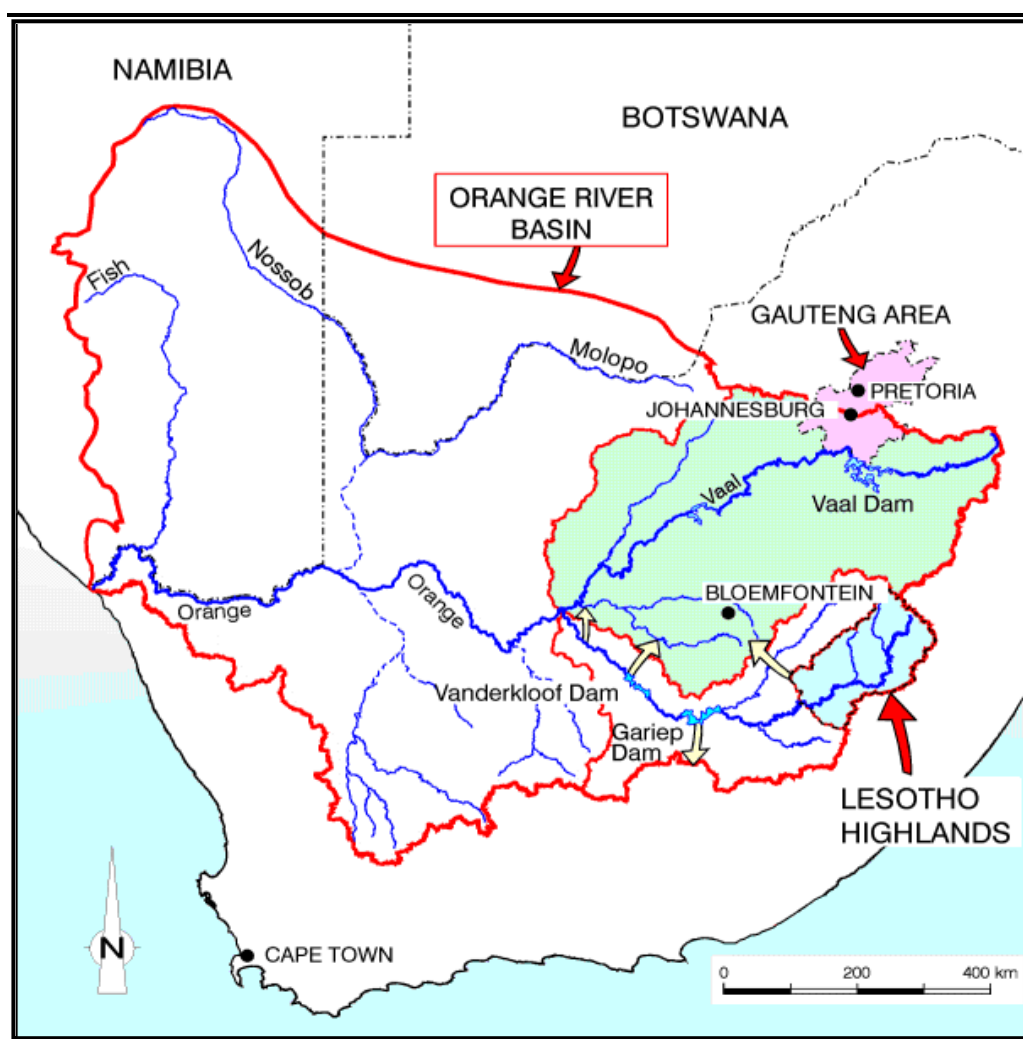 NAMIBIA
BOTSWANA
ORANGE RIVER
BASIN
Fish
Nossob
Molopo
GAUTENG AREA
PRETORIA
JOHANNESBURG
Vaal
Vaal Dam
BLOEMFONTEIN
Orange
Orange
Vanderkloof Dam
Gariep
Dam
LESOTHO
HIGHLANDS
N
CAPE TOWN
0 200 400 km